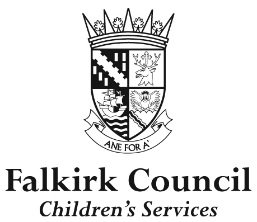 ANE FOR A'
Falkirk Council
Children's Services